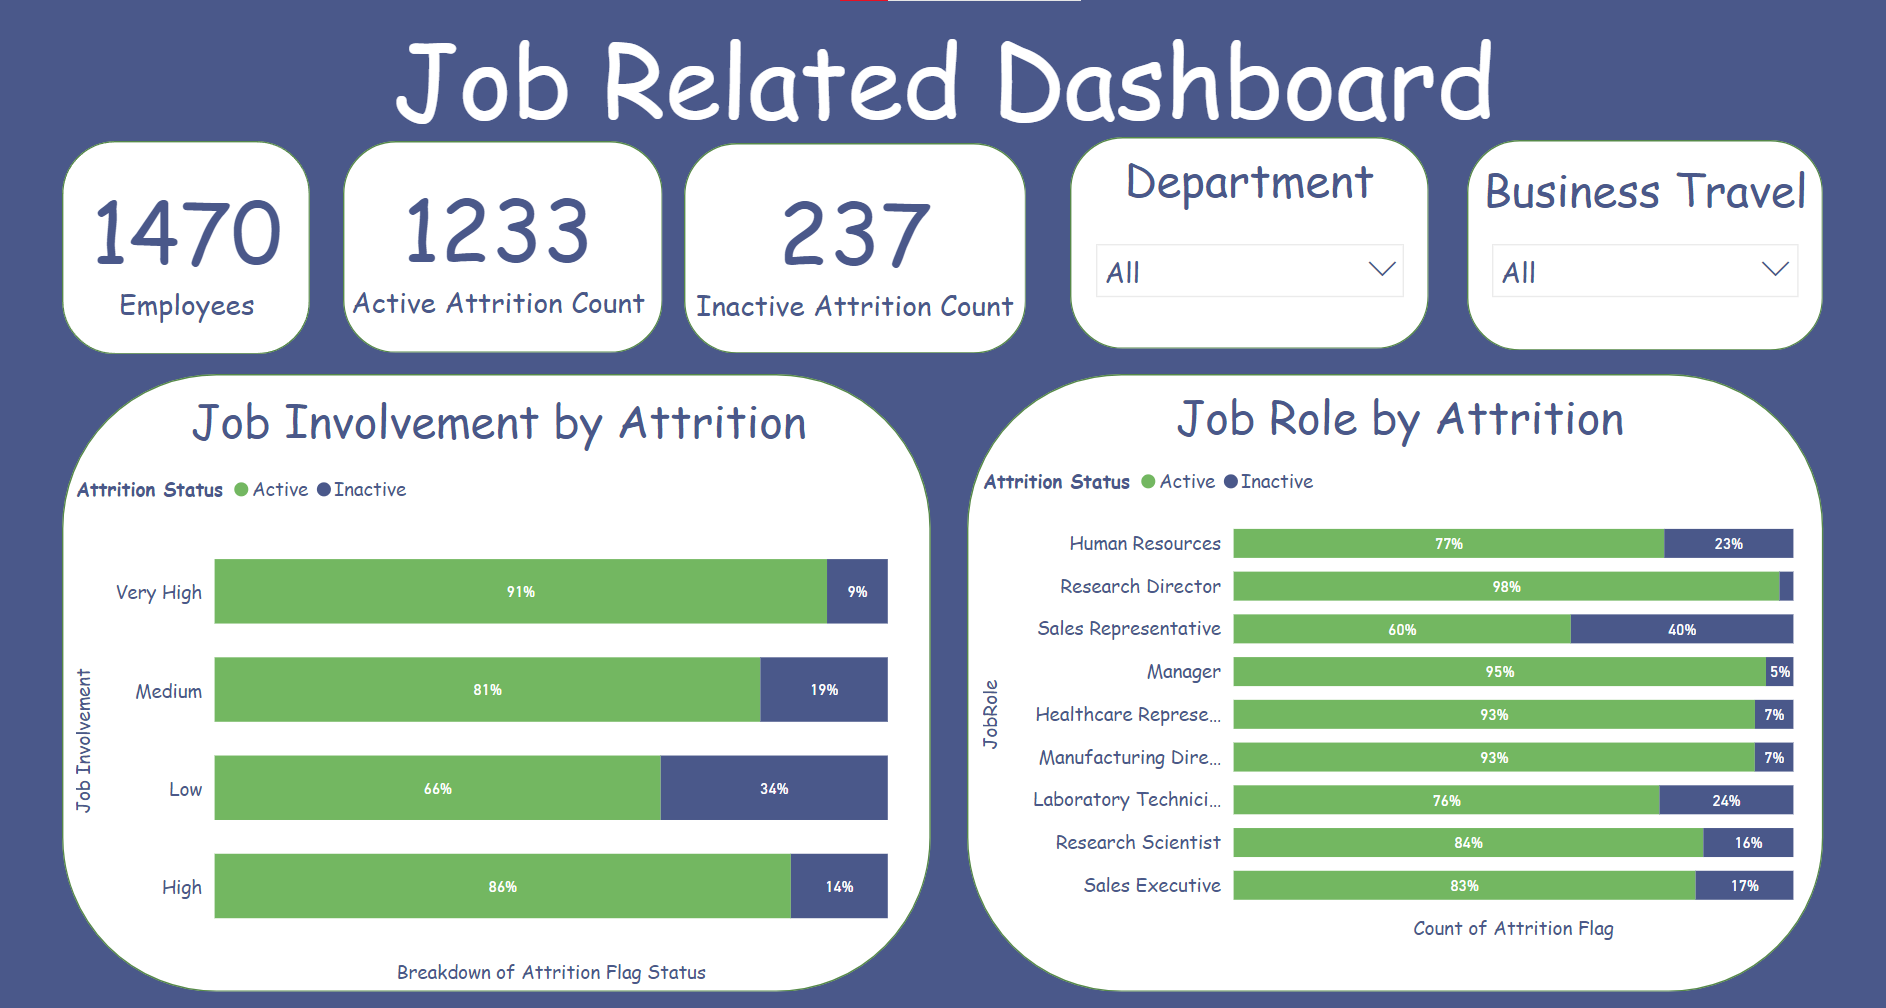 Job Related Dashboard
1470
Employees
1233
Active Attrition Count
237
Inactive Attrition Count
Department
All
Business Travel
All
Job Involvement by Attrition
Attrition Status Active Inactive
Job Involvement
Very High 91% 9%
Medium 81% 19%
Low 66% 34%
High 86% 14%
Breakdown of Attrition Flag Status
Job Role by Attrition
Attrition Status Active Inactive
JobRole
Human Resources 77% 23%
Research Director 98%
Sales Representative 60% 40%
Manager 95% 5%
Healthcare Represe... 93% 7%
Manufacturing Dire... 93% 7%
Laboratory Technici... 76% 24%
Research Scientist 84% 16%
Sales Executive 83% 17%
Count of Attrition Flag